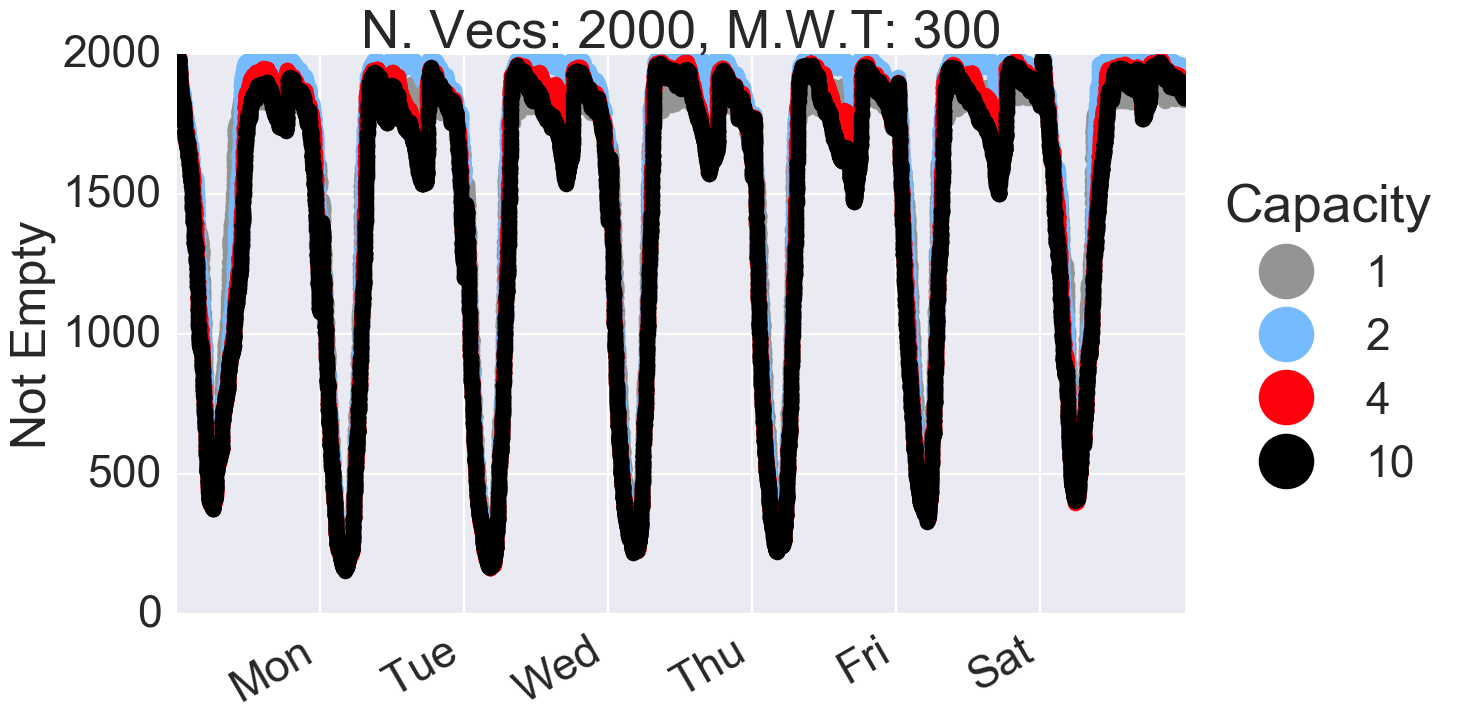 N. Vecs: 2000, M.W.T: 300
Not Empty
2000
1500
1000
500
0
Mon
Tue
Wed
Thu
Fri
Sat
Capacity
1
2
4
10